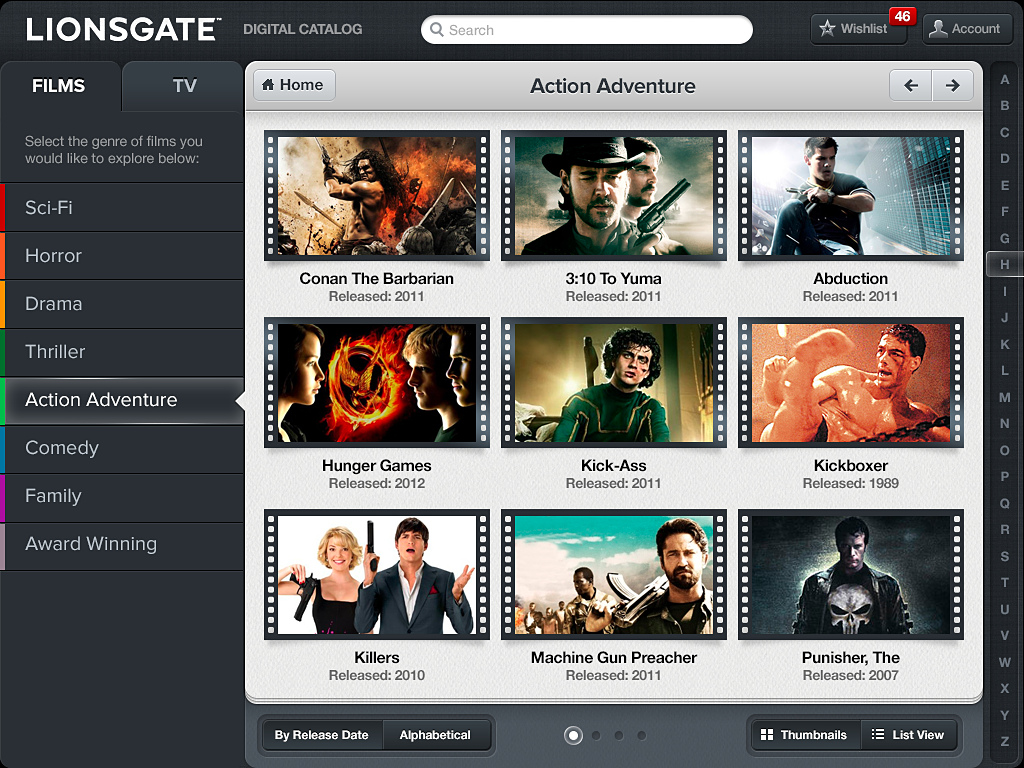 LIONSGATE™ DIGITAL CATALOG
Search
46
Wishlist
Account
FILMS
TV
Select the genre of films you
would like to explore below:
Sci-Fi
Horror
Drama
Thriller
Action Adventure
Comedy
Family
Award Winning
Home
Action Adventure
Conan The Barbarian
Released: 2011
3:10 To Yuma
Released: 2011
Abduction
Released: 2011
Hunger Games
Released: 2012
Kick-Ass
Released: 2011
Kickboxer
Released: 1989
Killers
Released: 2010
Machine Gun Preacher
Released: 2011
Punisher, The
Released: 2007
By Release Date
Alphabetical
Thumbnails
List View
A
B
C
D
E
F
G
H
I
J
K
L
M
N
O
P
Q
R
S
T
U
V
W
X
Y
Z